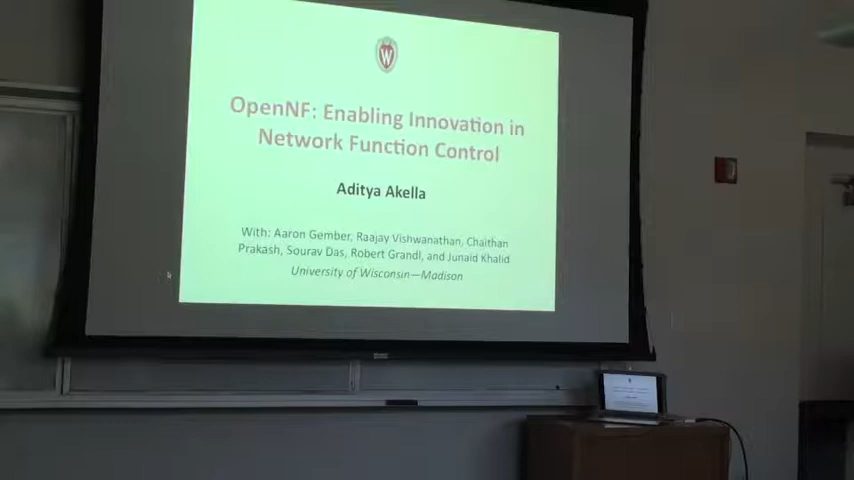 W
OpenNF: Enabling Innovation in
Network Function Control
Aditya Akella
With: Aaron Gember, Raajay Vishwanathan, Chaithan
Prakash, Sourav Das, Robert Grandl, and Junaid Khalid
University of Wisconsin—Madison